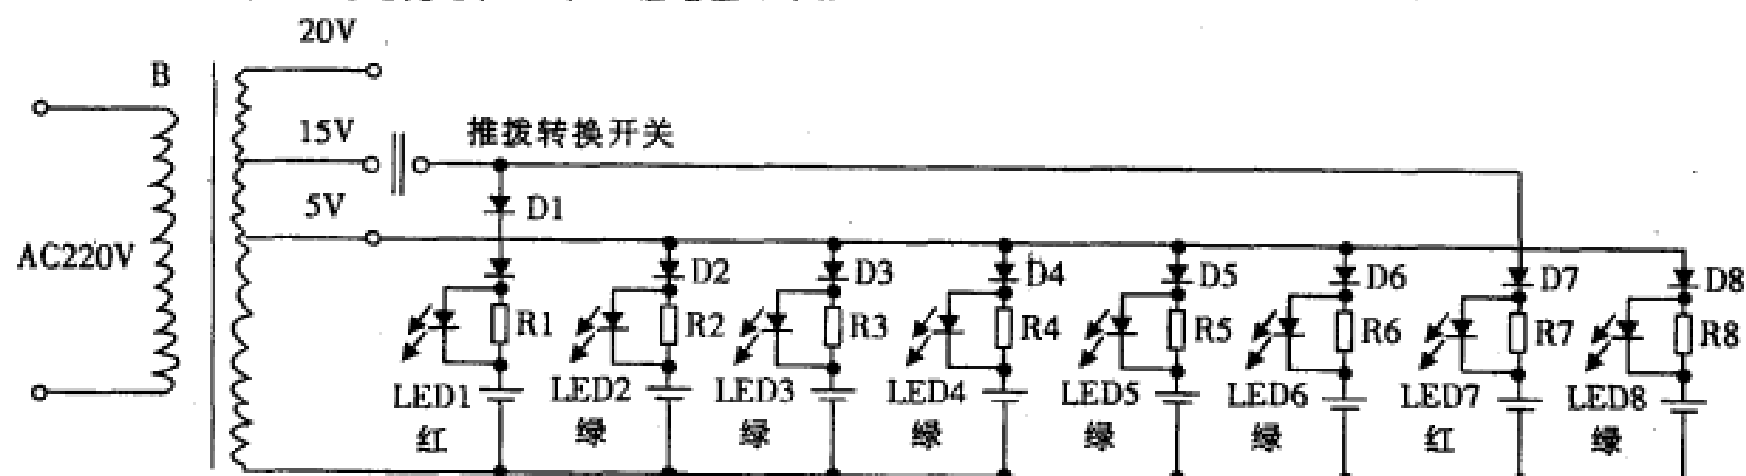 20V
B
15V 推拨转换开关
D1
5V
AC220V
D2 D3 D4 D5 D6 D7 D8
R1 R2 R3 R4 R5 R6 R7 R8
LED1 LED2 LED3 LED4 LED5 LED6 LED7 LED8
红 绿 绿 绿 绿 绿 红 绿